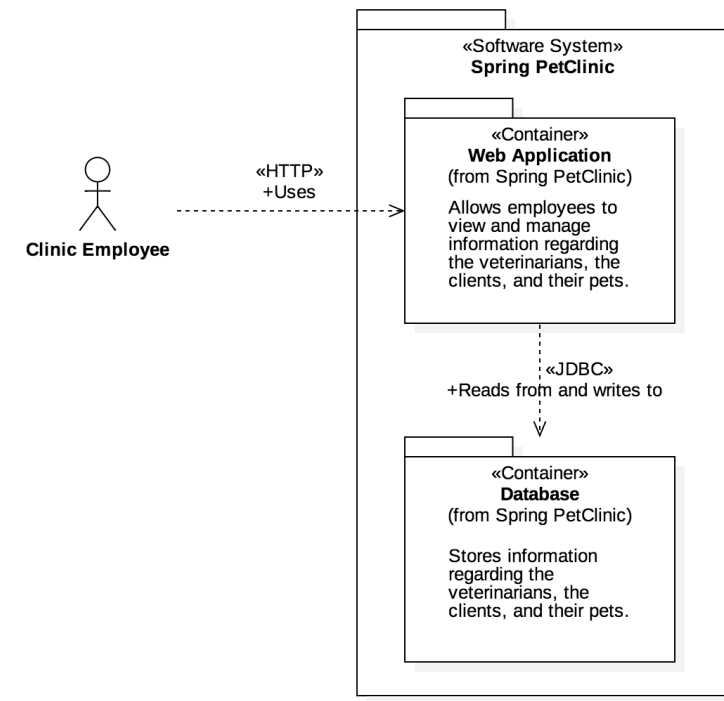 «Software System»
Spring PetClinic
«Container»
Web Application
(from Spring PetClinic)
Allows employees to
view and manage
information regarding
the veterinarians, the
clients, and their pets.
«HTTP»
+Uses
Clinic Employee
«JDBC»
+Reads from and writes to
«Container»
Database
(from Spring PetClinic)
Stores information
regarding the
veterinarians, the
clients, and their pets.